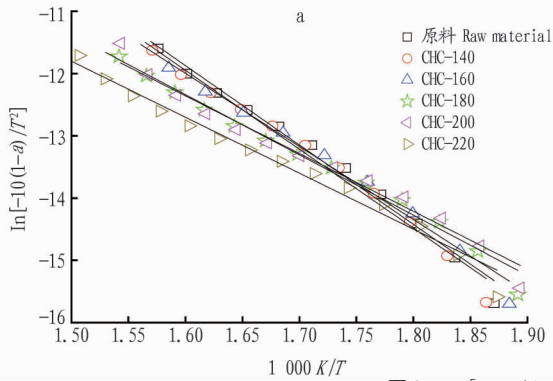 a
-11
-12
-13
-14
-15
-16
ln[-10(1-a)/T²]
原料 Raw material
CHC-140
CHC-160
CHC-180
CHC-200
CHC-220
1.50 1.55 1.60 1.65 1.70 1.75 1.80 1.85 1.90
1 000 K/T